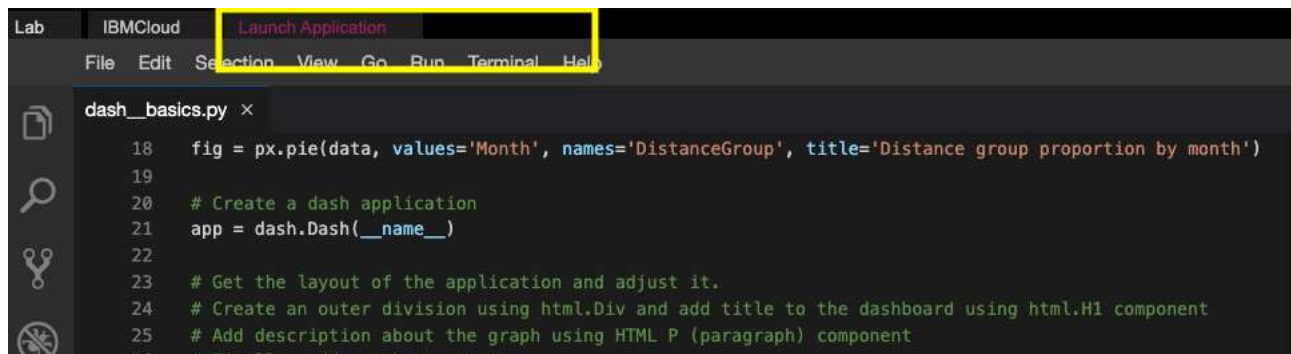 Lab IBMCloud Launch Application
File Edit Selection View Go Run Terminal Help
dash__basics.py ×
18 fig = px.pie(data, values='Month', names='DistanceGroup', title='Distance group proportion by month')
19
20 # Create a dash application
21 app = dash.Dash(__name__)
22
23 # Get the layout of the application and adjust it.
24 # Create an outer division using html.Div and add title to the dashboard using html.H1 component
25 # Add description about the graph using HTML P (paragraph) component